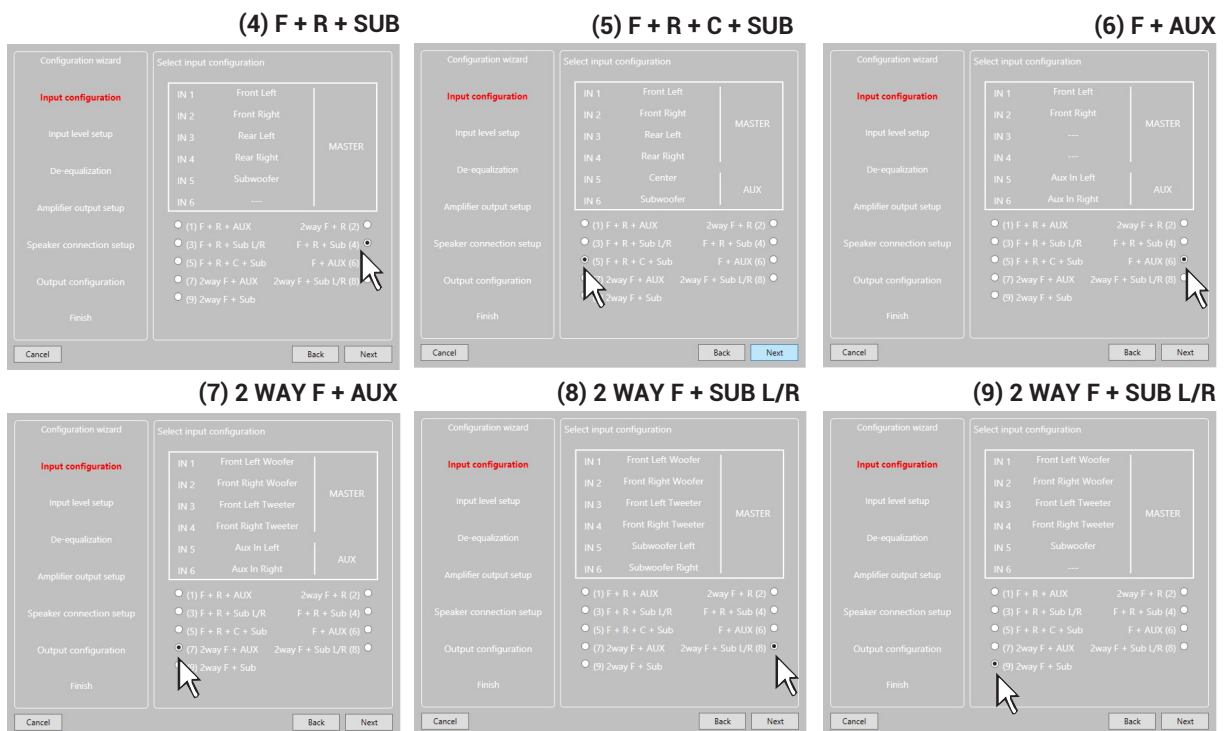 (4) F + R + SUB
Configuration wizard
Select input configuration
Input configuration
IN 1 Front Left
IN 2 Front Right
Input level setup
IN 3 Rear Left
MASTER
IN 4 Rear Right
De-equalization
IN 5 Subwoofer
IN 6 ---
Amplifier output setup
(1) F + R + AUX 2way F + R (2)
Speaker connection setup
(3) F + R + Sub L/R F + R + Sub (4)
(5) F + R + C + Sub F + AUX (6)
Output configuration
(7) 2way F + AUX 2way F + Sub L/R (8)
(9) 2way F + Sub
Finish
Cancel Back Next
(5) F + R + C + SUB
Configuration wizard
Select input configuration
Input configuration
IN 1 Front Left
IN 2 Front Right
MASTER
Input level setup
IN 3 Rear Left
IN 4 Rear Right
De-equalization
IN 5 Center
AUX
IN 6 Subwoofer
Amplifier output setup
(1) F + R + AUX 2way F + R (2)
Speaker connection setup
(3) F + R + Sub L/R F + R + Sub (4)
(5) F + R + C + Sub F + AUX (6)
Output configuration
2way F + AUX 2way F + Sub L/R (8)
2way F + Sub
Finish
Cancel Back Next
(6) F + AUX
Configuration wizard
Select input configuration
Input configuration
IN 1 Front Left
IN 2 Front Right
MASTER
Input level setup
IN 3 ---
IN 4 ---
De-equalization
IN 5 Aux In Left
AUX
IN 6 Aux In Right
Amplifier output setup
(1) F + R + AUX 2way F + R (2)
Speaker connection setup
(3) F + R + Sub L/R F + R + Sub (4)
(5) F + R + C + Sub F + AUX (6)
Output configuration
(7) 2way F + AUX 2way F + Sub L/R (8)
(9) 2way F + Sub
Finish
Cancel Back Next
(7) 2 WAY F + AUX
Configuration wizard
Select input configuration
Input configuration
IN 1 Front Left Woofer
IN 2 Front Right Woofer
MASTER
Input level setup
IN 3 Front Left Tweeter
IN 4 Front Right Tweeter
De-equalization
IN 5 Aux In Left
AUX
IN 6 Aux In Right
Amplifier output setup
(1) F + R + AUX 2way F + R (2)
Speaker connection setup
(3) F + R + Sub L/R F + R + Sub (4)
(5) F + R + C + Sub F + AUX (6)
Output configuration
(7) 2way F + AUX 2way F + Sub L/R (8)
(9) 2way F + Sub
Finish
Cancel Back Next
(8) 2 WAY F + SUB L/R
Configuration wizard
Select input configuration
Input configuration
IN 1 Front Left Woofer
IN 2 Front Right Woofer
Input level setup
IN 3 Front Left Tweeter
MASTER
IN 4 Front Right Tweeter
De-equalization
IN 5 Subwoofer Left
IN 6 Subwoofer Right
Amplifier output setup
(1) F + R + AUX 2way F + R (2)
Speaker connection setup
(3) F + R + Sub L/R F + R + Sub (4)
(5) F + R + C + Sub F + AUX (6)
Output configuration
(7) 2way F + AUX 2way F + Sub L/R (8)
(9) 2way F + Sub
Finish
Cancel Back Next
(9) 2 WAY F + SUB L/R
Configuration wizard
Select input configuration
Input configuration
IN 1 Front Left Woofer
IN 2 Front Right Woofer
Input level setup
IN 3 Front Left Tweeter
MASTER
IN 4 Front Right Tweeter
De-equalization
IN 5 Subwoofer
IN 6 ---
Amplifier output setup
(1) F + R + AUX 2way F + R (2)
Speaker connection setup
(3) F + R + Sub L/R F + R + Sub (4)
(5) F + R + C + Sub F + AUX (6)
Output configuration
(7) 2way F + AUX 2way F + Sub L/R (8)
(9) 2way F + Sub
Finish
Cancel Back Next